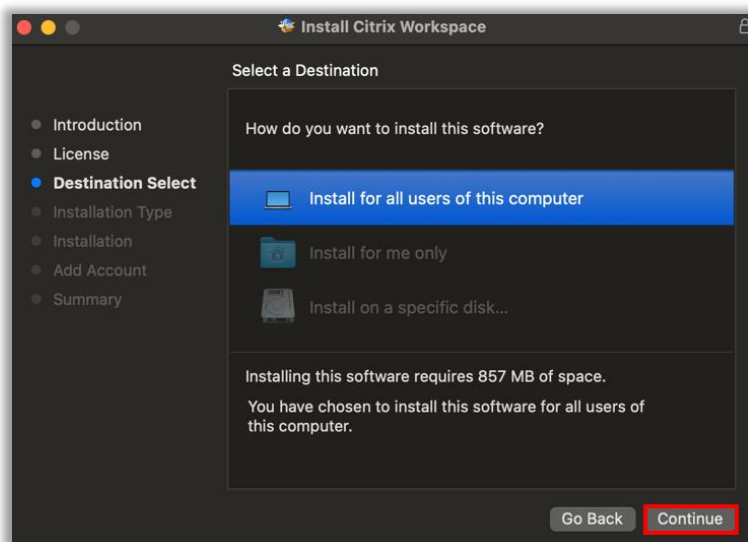 Install Citrix Workspace
Select a Destination
Introduction
License
Destination Select
Installation Type
Installation
Add Account
Summary
How do you want to install this software?
Install for all users of this computer
Install for me only
Install on a specific disk...
Installing this software requires 857 MB of space.
You have chosen to install this software for all users of
this computer.
Go Back
Continue